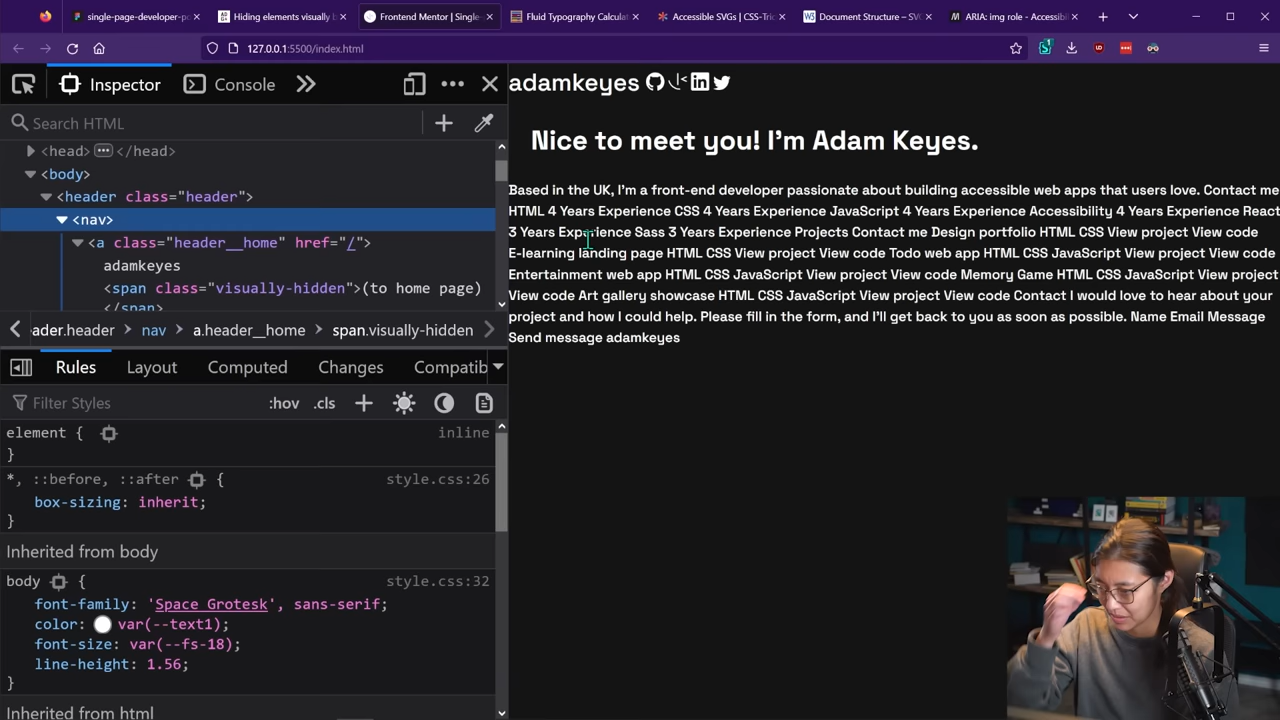 single-page-developer-po
Hiding elements visually b
Frontend Mentor | Single-
Fluid Typography Calculat
Accessible SVGs | CSS-Tric
Document Structure – SVG
ARIA: img role - Accessibil
127.0.0.1:5500/index.html
Inspector
Console
Search HTML
<head> ••• </head>
<body>
<header class="header">
<nav>
<a class="header__home" href="/">
adamkeyes
<span class="visually-hidden">(to home page)
</span>
ader.header
nav
a.header__home
span.visually-hidden
Rules
Layout
Computed
Changes
Compatib
Filter Styles
:hov
.cls
element { inline
}
*, ::before, ::after { style.css:26
box-sizing: inherit;
}
Inherited from body
body { style.css:32
font-family: 'Space Grotesk', sans-serif;
color: var(--text1);
font-size: var(--fs-18);
line-height: 1.56;
}
Inherited from html
adamkeyes
Nice to meet you! I'm Adam Keyes.
Based in the UK, I'm a front-end developer passionate about building accessible web apps that users love. Contact me
HTML 4 Years Experience CSS 4 Years Experience JavaScript 4 Years Experience Accessibility 4 Years Experience React
3 Years Experience Sass 3 Years Experience Projects Contact me Design portfolio HTML CSS View project View code
E-learning landing page HTML CSS View project View code Todo web app HTML CSS JavaScript View project View code
Entertainment web app HTML CSS JavaScript View project View code Memory Game HTML CSS JavaScript View project
View code Art gallery showcase HTML CSS JavaScript View project View code Contact I would love to hear about your
project and how I could help. Please fill in the form, and I'll get back to you as soon as possible. Name Email Message
Send message adamkeyes